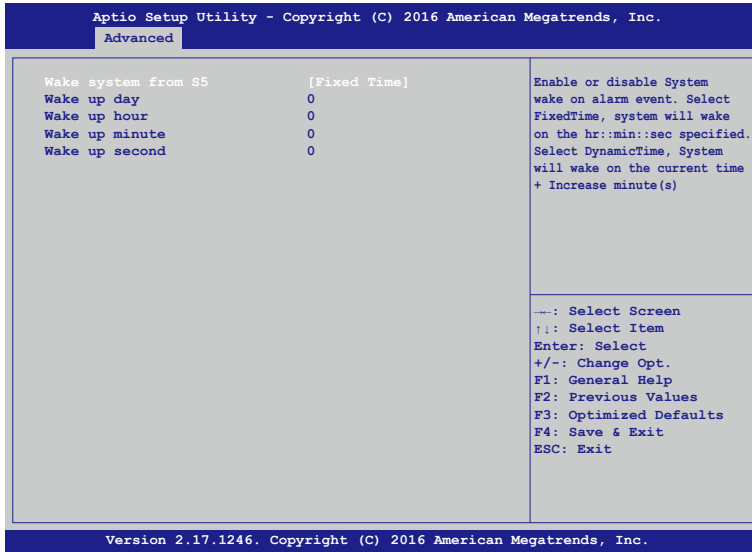 Aptio Setup Utility - Copyright (C) 2016 American Megatrends, Inc.
Advanced
Wake system from S5 [Fixed Time]
Wake up day 0
Wake up hour 0
Wake up minute 0
Wake up second 0
Enable or disable System
wake on alarm event. Select
FixedTime, system will wake
on the hr::min::sec specified.
Select DynamicTime, System
will wake on the current time
+ Increase minute(s)
→←: Select Screen
↑↓: Select Item
Enter: Select
+/-: Change Opt.
F1: General Help
F2: Previous Values
F3: Optimized Defaults
F4: Save & Exit
ESC: Exit
Version 2.17.1246. Copyright (C) 2016 American Megatrends, Inc.